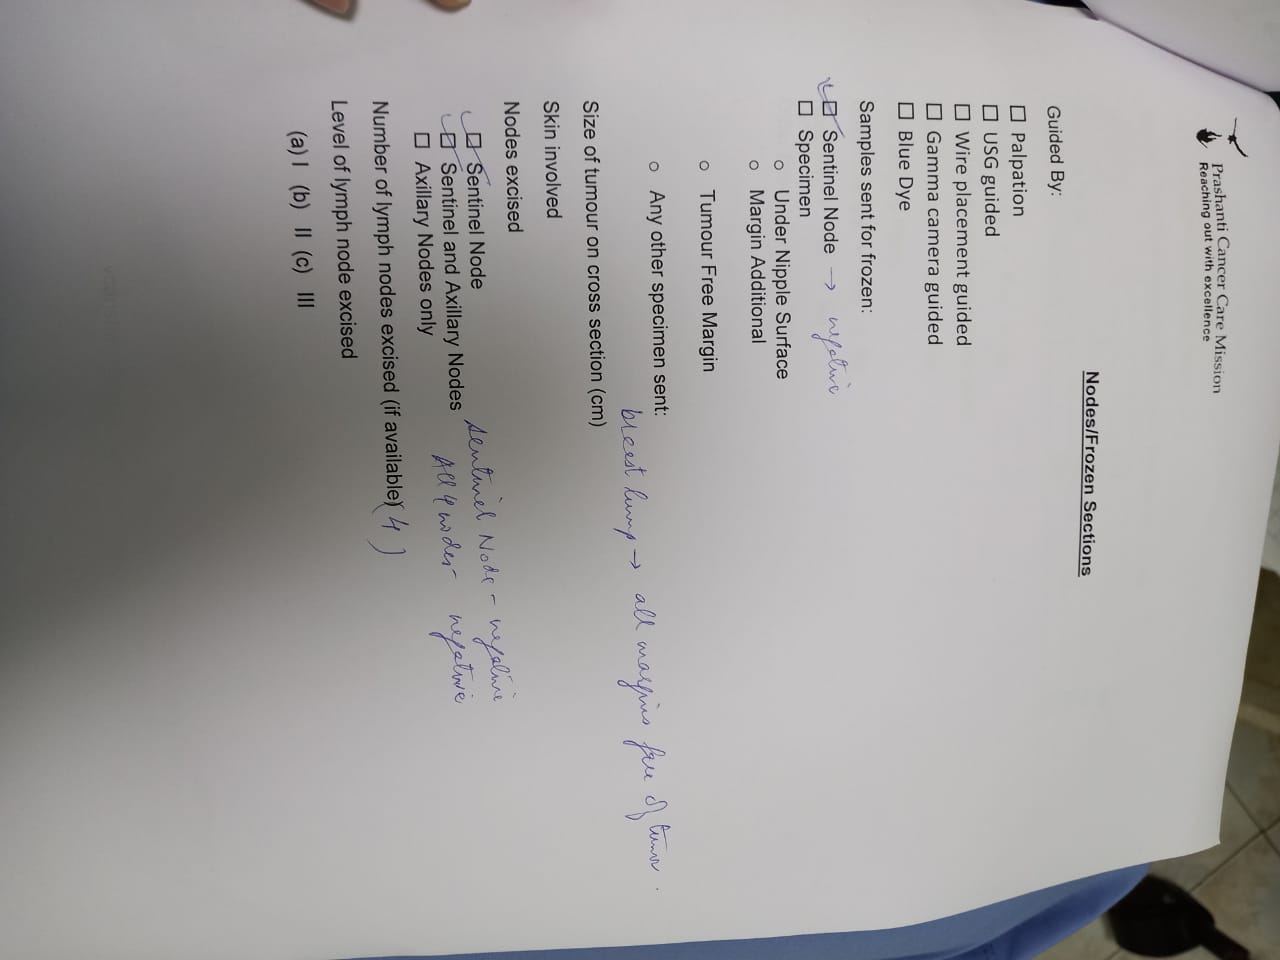 Prashanti Cancer Care Mission
Reaching out with excellence
Nodes/Frozen Sections
Guided By:
☐ Palpation
☐ USG guided
☐ Wire placement guided
☐ Gamma camera guided
☐ Blue Dye
Samples sent for frozen:
☑ Sentinel Node → negative
☐ Specimen
○ Under Nipple Surface
○ Margin Additional
○ Tumour Free Margin
○ Any other specimen sent:
breast lump → all margins free of tumor.
Size of tumour on cross section (cm)
Skin involved
Nodes excised
☑ Sentinel Node Sentinel Node - negative
☑ Sentinel and Axillary Nodes All 4 nodes - negative
☐ Axillary Nodes only
Number of lymph nodes excised (if available) (4)
Level of lymph node excised
(a) I (b) II (c) III